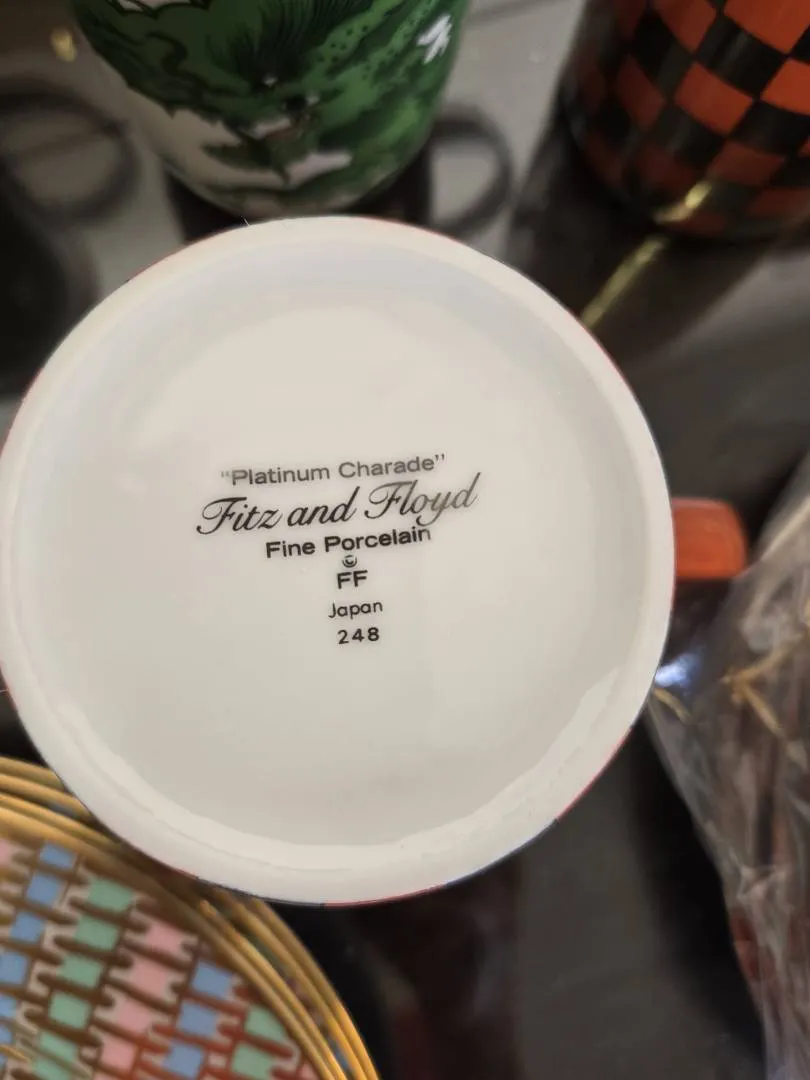 “Platinum Charade”
Fitz and Floyd
Fine Porcelain
©
FF
Japan
248